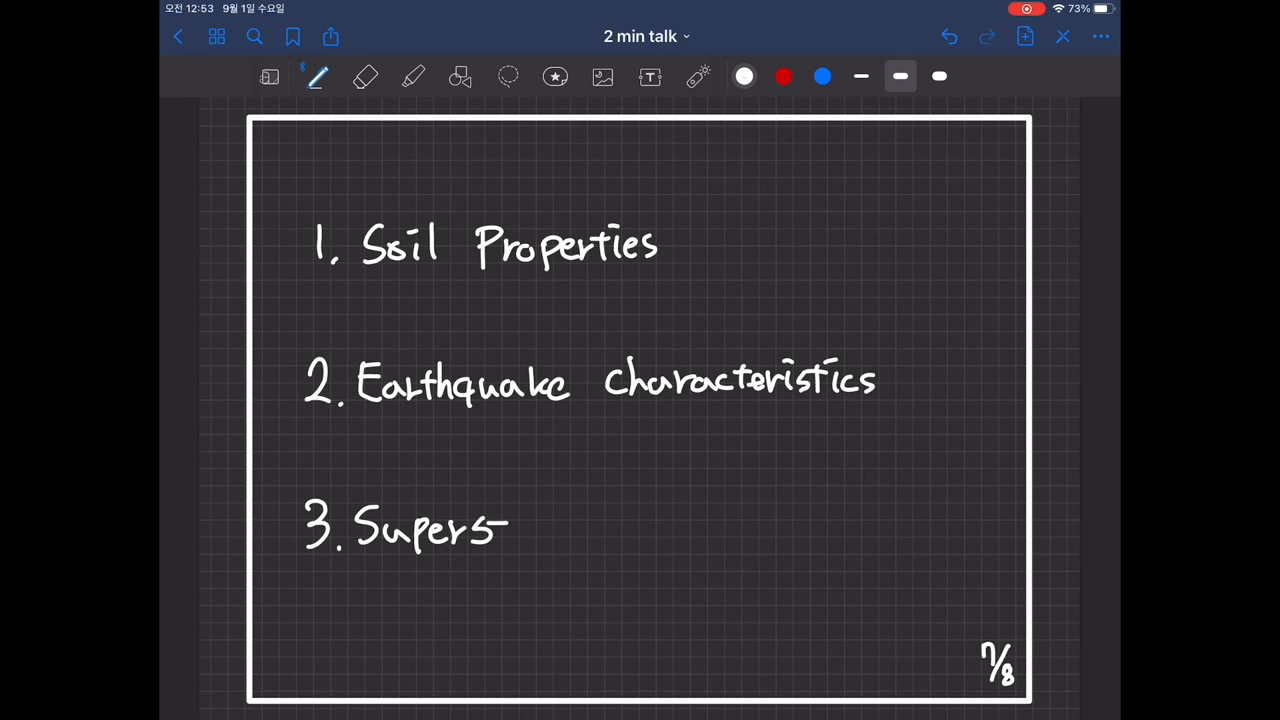 오전 12:53 9월 1일 수요일
73%
2 min talk
T
1. Soil Properties
2. Earthquake characteristics
3. Supers
7/8